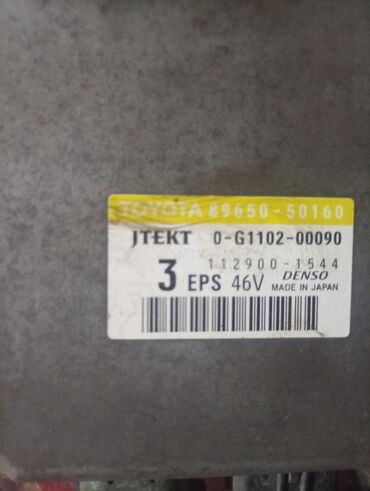 TOYOTA 89650-50160
JTEKT 0-G1102-00090
112900-1544
3 EPS 46V DENSO
MADE IN JAPAN